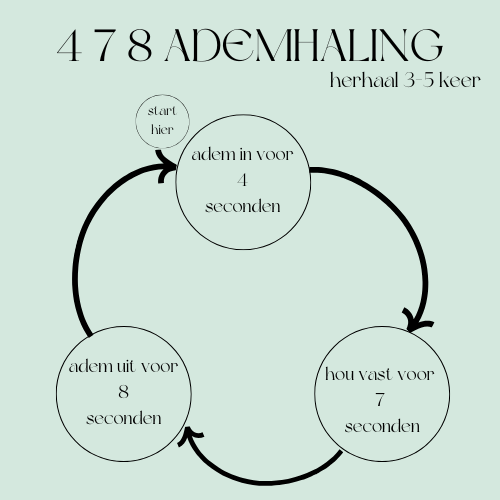 4 7 8 ADEMHALING
herhaal 3-5 keer
start
hier
adem in voor
4
seconden
hou vast voor
7
seconden
adem uit voor
8
seconden